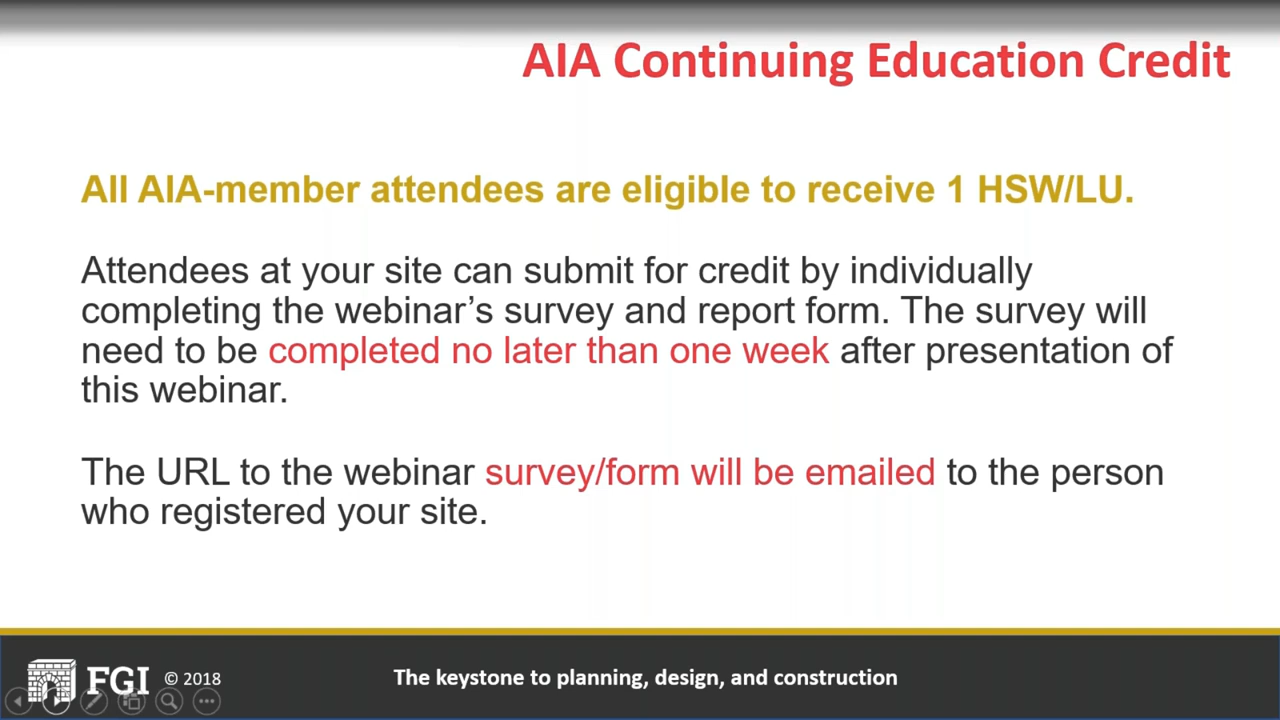 AIA Continuing Education Credit
All AIA-member attendees are eligible to receive 1 HSW/LU.
Attendees at your site can submit for credit by individually
completing the webinar’s survey and report form. The survey will
need to be completed no later than one week after presentation of
this webinar.
The URL to the webinar survey/form will be emailed to the person
who registered your site.
FGI © 2018
The keystone to planning, design, and construction